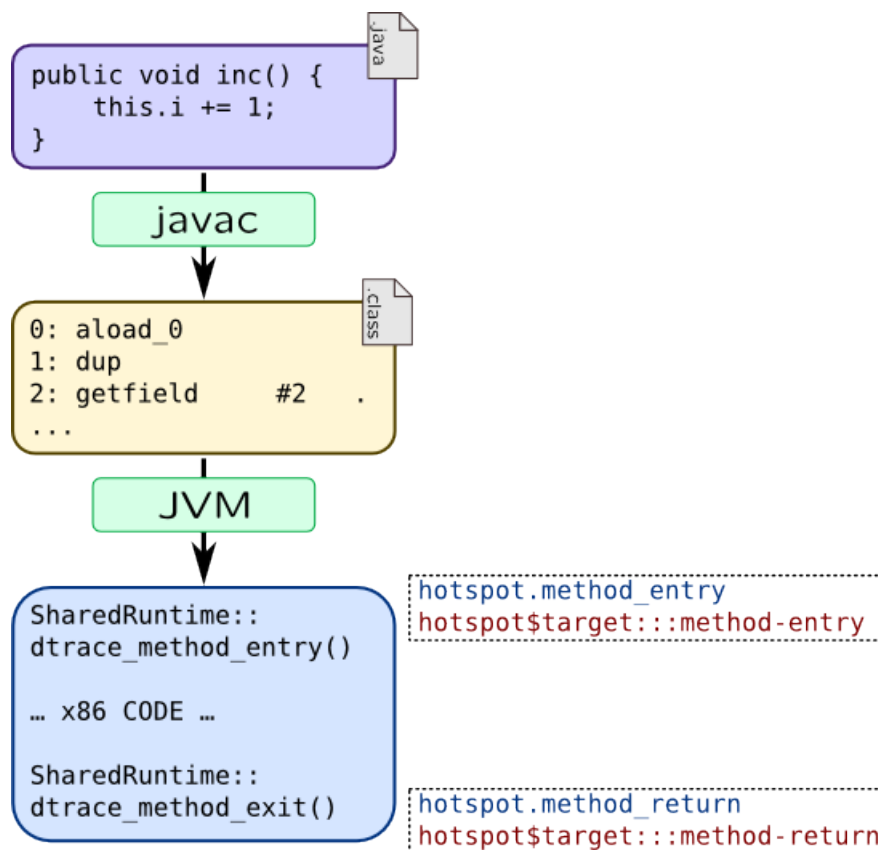 .java
public void inc() {
    this.i += 1;
}
javac
.class
0: aload_0
1: dup
2: getfield     #2   .
...
JVM
SharedRuntime::
dtrace_method_entry()
… x86 CODE …
SharedRuntime::
dtrace_method_exit()
hotspot.method_entry
hotspot$target:::method-entry
hotspot.method_return
hotspot$target:::method-return